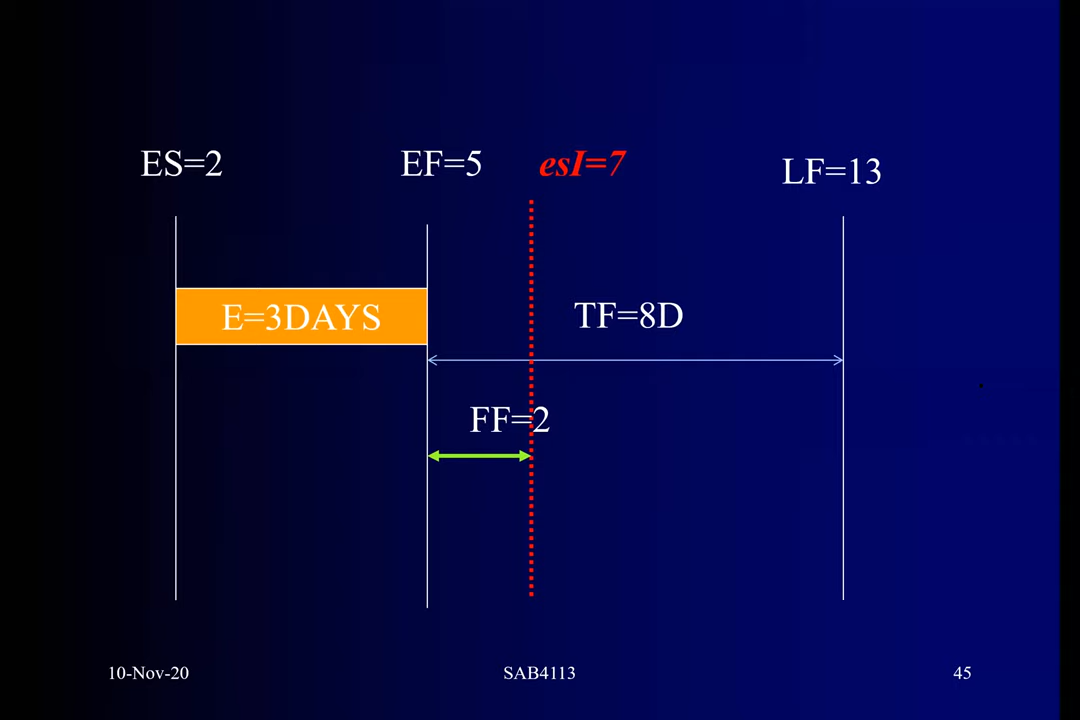 ES=2
EF=5
esI=7
LF=13
E=3DAYS
TF=8D
FF=2
10-Nov-20
SAB4113
45